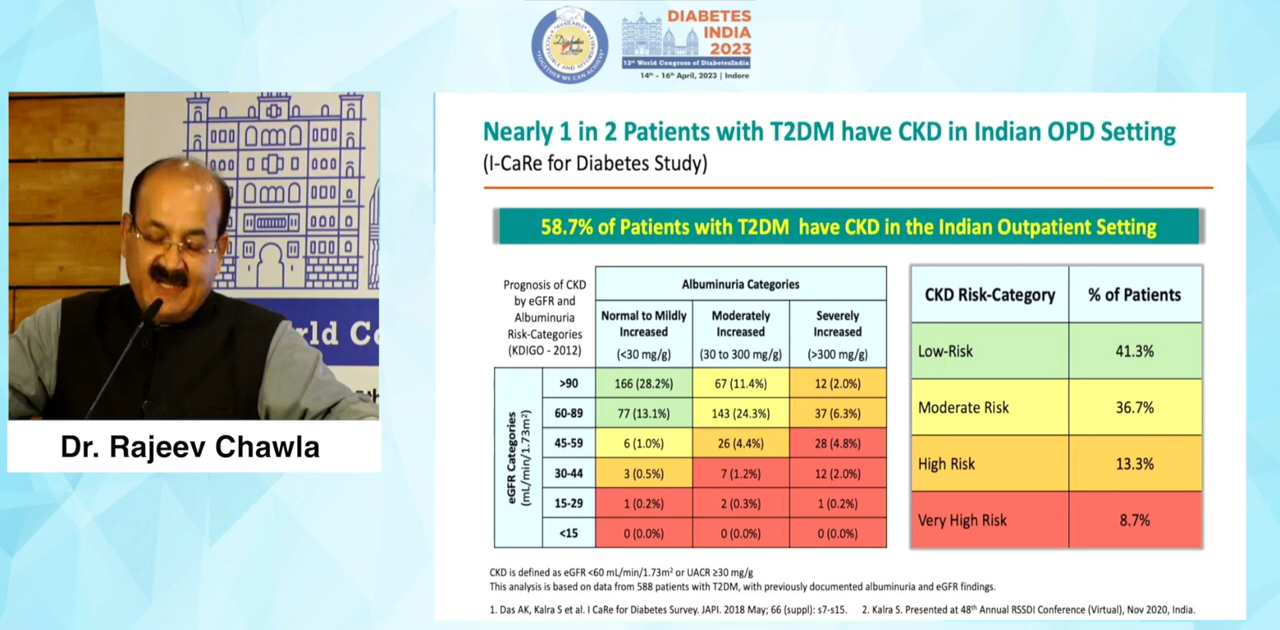 "AVAILABLE
ACCESSIBLE AND AFFORDABLE
Diabetes
India
"TOGETHER WE CAN ACHIEVE"
DIABETES
INDIA
2023
13th World Congress of DiabetesIndia
14th - 16th April, 2023 | Indore
rld Co
Dr. Rajeev Chawla
Nearly 1 in 2 Patients with T2DM have CKD in Indian OPD Setting
(I-CaRe for Diabetes Study)
58.7% of Patients with T2DM have CKD in the Indian Outpatient Setting
Prognosis of CKD
by eGFR and
Albuminuria
Risk-Categories
(KDIGO - 2012)
Albuminuria Categories
Normal to Mildly Increased (<30 mg/g) Moderately Increased (30 to 300 mg/g) Severely Increased (>300 mg/g)
eGFR Categories
(mL/min/1.73m²)
>90 166 (28.2%) 67 (11.4%) 12 (2.0%)
60-89 77 (13.1%) 143 (24.3%) 37 (6.3%)
45-59 6 (1.0%) 26 (4.4%) 28 (4.8%)
30-44 3 (0.5%) 7 (1.2%) 12 (2.0%)
15-29 1 (0.2%) 2 (0.3%) 1 (0.2%)
<15 0 (0.0%) 0 (0.0%) 0 (0.0%)
CKD Risk-Category % of Patients
Low-Risk 41.3%
Moderate Risk 36.7%
High Risk 13.3%
Very High Risk 8.7%
CKD is defined as eGFR <60 mL/min/1.73m² or UACR ≥30 mg/g
This analysis is based on data from 588 patients with T2DM, with previously documented albuminuria and eGFR findings.
1. Das AK, Kalra S et al. I CaRe for Diabetes Survey. JAPI. 2018 May; 66 (suppl): s7-s15. 2. Kalra S. Presented at 48th Annual RSSDI Conference (Virtual), Nov 2020, India.